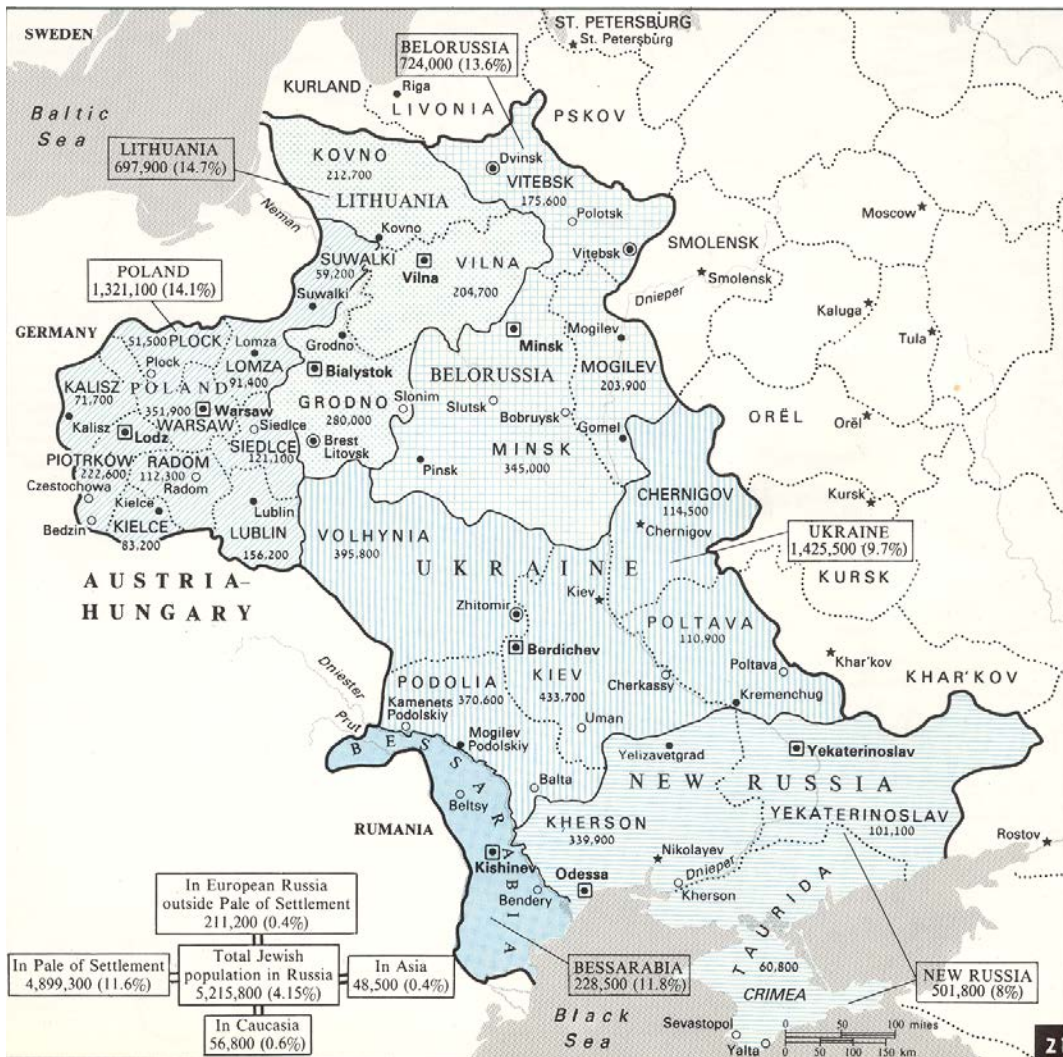 SWEDEN
ST. PETERSBURG
St. Petersburg
BELORUSSIA
724,000 (13.6%)
KURLAND
Riga
LIVONIA
PSKOV
Baltic
Sea
LITHUANIA
697,900 (14.7%)
KOVNO
212,700
Dvinsk
VITEBSK
175,600
LITHUANIA
Moscow
Neman
Polotsk
Kovno
SMOLENSK
Vitebsk
SUWALKI
59,200
VILNA
Vilna
204,700
Smolensk
POLAND
1,321,100 (14.1%)
Suwalki
Dnieper
Kaluga
GERMANY
51,500 PLOCK
Lomza
Grodno
Minsk
Mogilev
Tula
Plock
LOMZA
91,400
Bialystok
BELORUSSIA
MOGILEV
203,900
KALISZ
71,700
POLAND
351,900
Warsaw
WARSAW
GRODNO
280,000
Slonim
Slutsk
Bobruysk
ORËL
Orël
Kalisz
Lodz
Siedlce
SIEDLCE
121,100
Brest
Litovsk
Gomel
MINSK
345,000
Pinsk
PIOTRKÓW
222,600
RADOM
112,300
Radom
Czestochowa
Kielce
Lublin
CHERNIGOV
114,500
Kursk
Bedzin
KIELCE
83,200
LUBLIN
156,200
VOLHYNIA
395,800
Chernigov
UKRAINE
1,425,500 (9.7%)
UKRAINE
AUSTRIA-
HUNGARY
KURSK
Zhitomir
Kiev
POLTAVA
110,900
Berdichev
Khar'kov
Dniester
PODOLIA
370,600
KIEV
433,700
Cherkassy
Poltava
KHAR'KOV
Kamenets
Podolskiy
Kremenchug
Prut
Uman
BESSARABIA
Mogilev
Podolskiy
Yelizavetgrad
Yekaterinoslav
Balta
NEW RUSSIA
Beltsy
RUMANIA
KHERSON
339,900
YEKATERINOSLAV
101,100
Rostov
Kishinev
Nikolayev
Dnieper
Odessa
Kherson
Bendery
TAURIDA
60,800
In European Russia
outside Pale of Settlement
211,200 (0.4%)
In Pale of Settlement
4,899,300 (11.6%)
Total Jewish
population in Russia
5,215,800 (4.15%)
In Asia
48,500 (0.4%)
In Caucasia
56,800 (0.6%)
BESSARABIA
228,500 (11.8%)
NEW RUSSIA
501,800 (8%)
CRIMEA
Black
Sea
Sevastopol
Yalta
0 50 100 miles
0 50 100 150 km
2